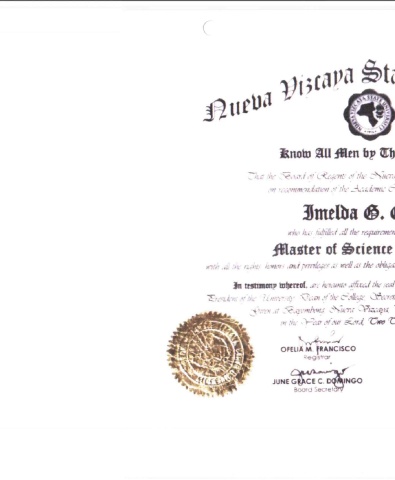 Nueva Vizcaya Sta
Know All Men by Th
That the Board of Regents of the Nueva
on recommendation of the Academic C
Imelda G.
who has fulfilled all the requiremen
Master of Science
with all the rights, honors and privileges as well as the obliga
In testimony whereof, are hereunto affixed the seal
President of the University, Dean of the College, Secreta
Given at Bayombong, Nueva Vizcaya,
in the Year of our Lord, Two T
OFELIA M. FRANCISCO
Registrar
JUNE GRACE C. DOMINGO
Board Secretary